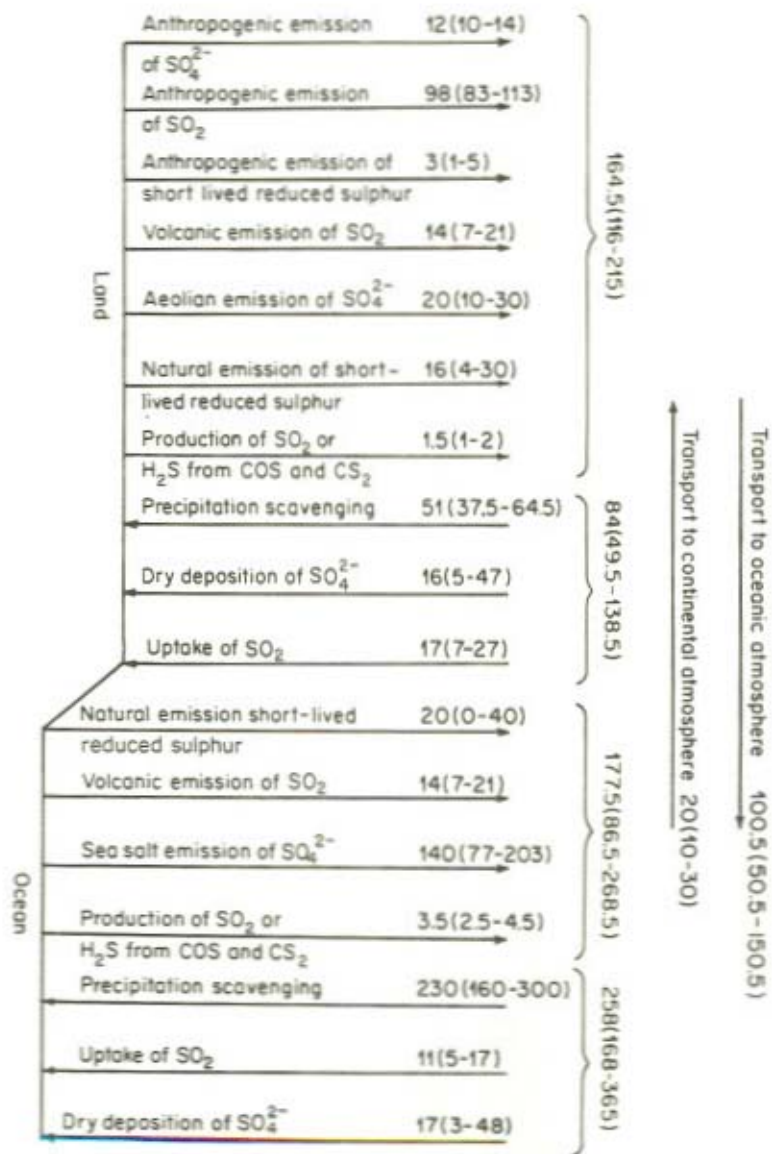 Anthropogenic emission 12(10-14)
of SO₄²⁻
Anthropogenic emission 98(83-113)
of SO₂
Anthropogenic emission of 3(1-5)
short lived reduced sulphur
Volcanic emission of SO₂ 14(7-21)
Aeolian emission of SO₄²⁻ 20(10-30)
Natural emission of short- 16(4-30)
lived reduced sulphur
Production of SO₂ or 1.5(1-2)
H₂S from COS and CS₂
164.5(116-215)
Land
Precipitation scavenging 51(37.5-64.5)
Dry deposition of SO₄²⁻ 16(5-47)
Uptake of SO₂ 17(7-27)
84(49.5-138.5)
Natural emission short-lived 20(0-40)
reduced sulphur
Volcanic emission of SO₂ 14(7-21)
Sea salt emission of SO₄²⁻ 140(77-203)
Production of SO₂ or 3.5(2.5-4.5)
H₂S from COS and CS₂
177.5(86.5-268.5)
Ocean
Precipitation scavenging 230(160-300)
Uptake of SO₂ 11(5-17)
Dry deposition of SO₄²⁻ 17(3-48)
258(168-365)
Transport to continental atmosphere 20(10-30)
Transport to oceanic atmosphere 100.5(50.5-150.5)